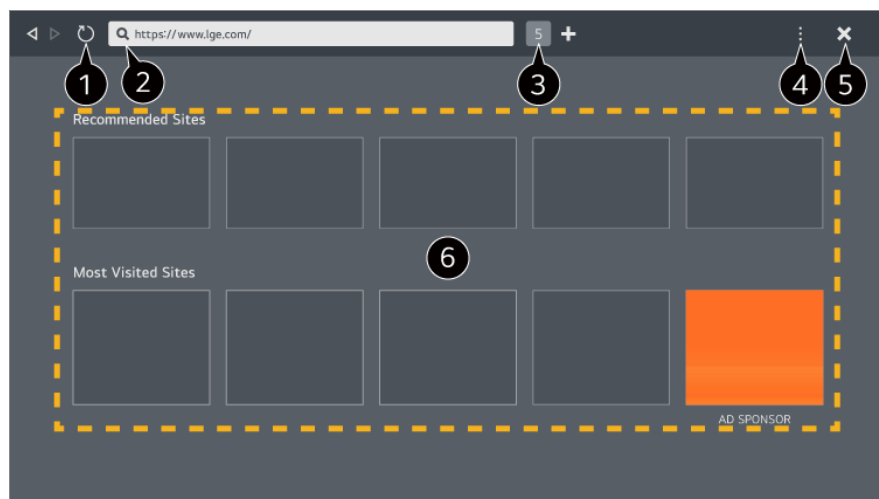 https://www.lge.com/ 5
1 2 3 4 5
Recommended Sites
6
Most Visited Sites
AD SPONSOR